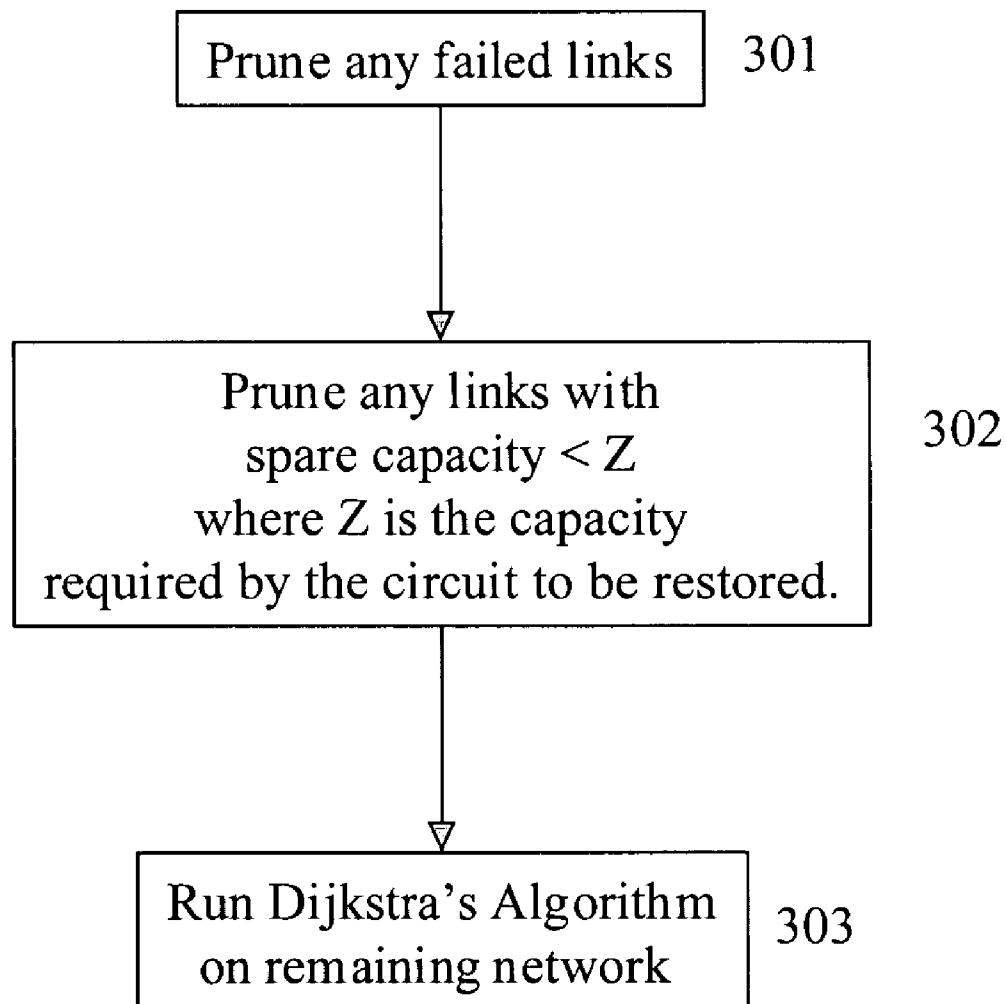 Prune any failed links 301
Prune any links with
spare capacity < Z
where Z is the capacity
required by the circuit to be restored.
302
Run Dijkstra's Algorithm
on remaining network
303